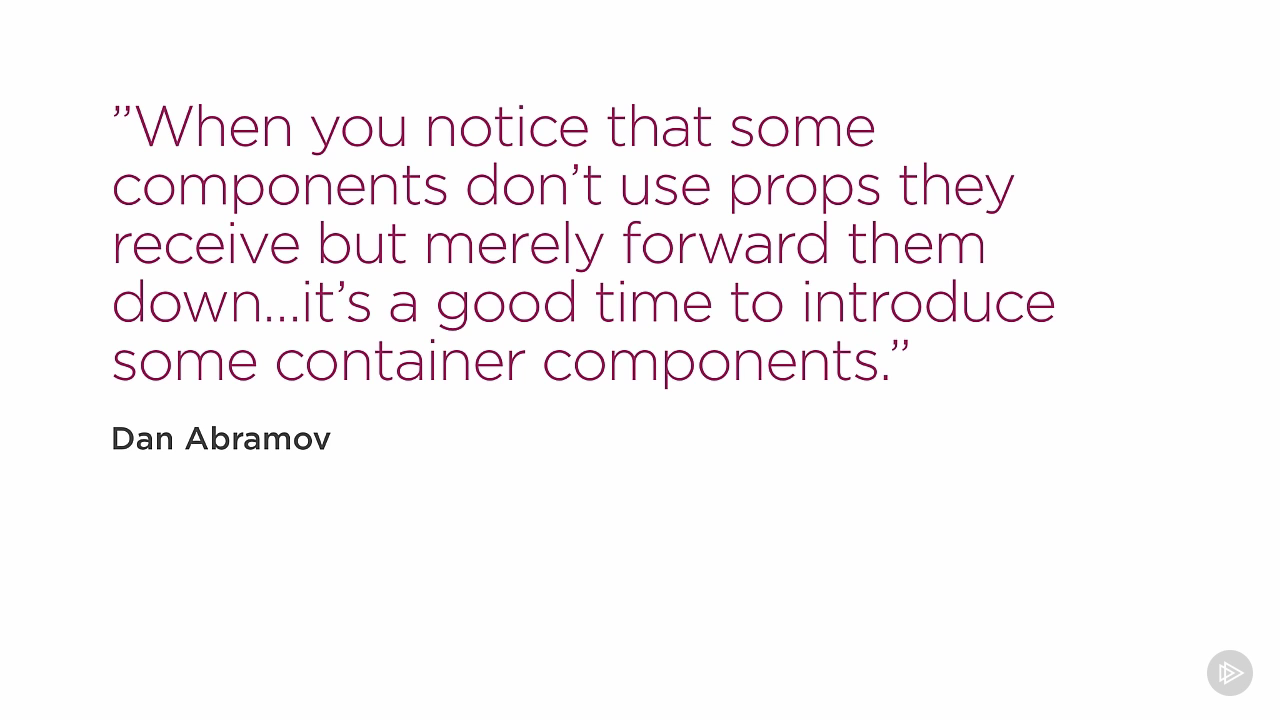 ”When you notice that some
components don’t use props they
receive but merely forward them
down...it’s a good time to introduce
some container components.”
Dan Abramov